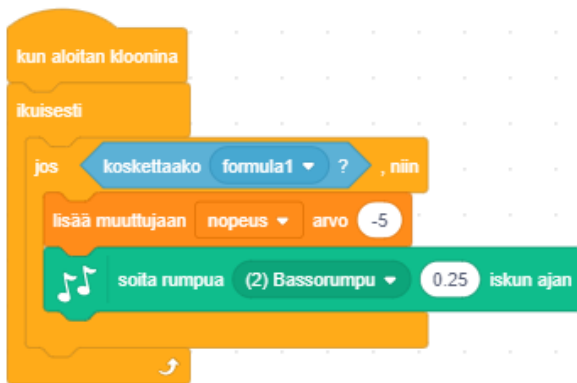 kun aloitan kloonina
ikuisesti
jos koskettaako formula1 ? , niin
lisää muuttujaan nopeus arvo -5
soita rumpua (2) Bassorumpu 0.25 iskun ajan